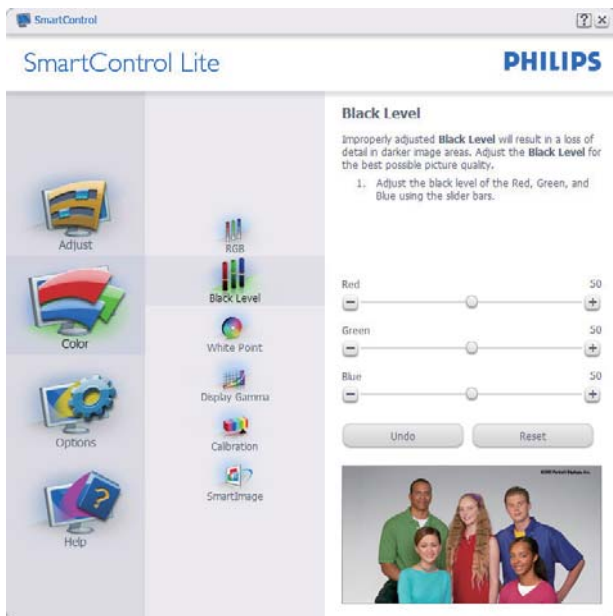 SmartControl
SmartControl Lite
PHILIPS
Adjust
Color
Options
Help
RGB
Black Level
White Point
Display Gamma
Calibration
SmartImage
Black Level
Improperly adjusted Black Level will result in a loss of
detail in darker image areas. Adjust the Black Level for
the best possible picture quality.
1. Adjust the black level of the Red, Green, and
Blue using the slider bars.
Red 50
Green 50
Blue 50
Undo Reset